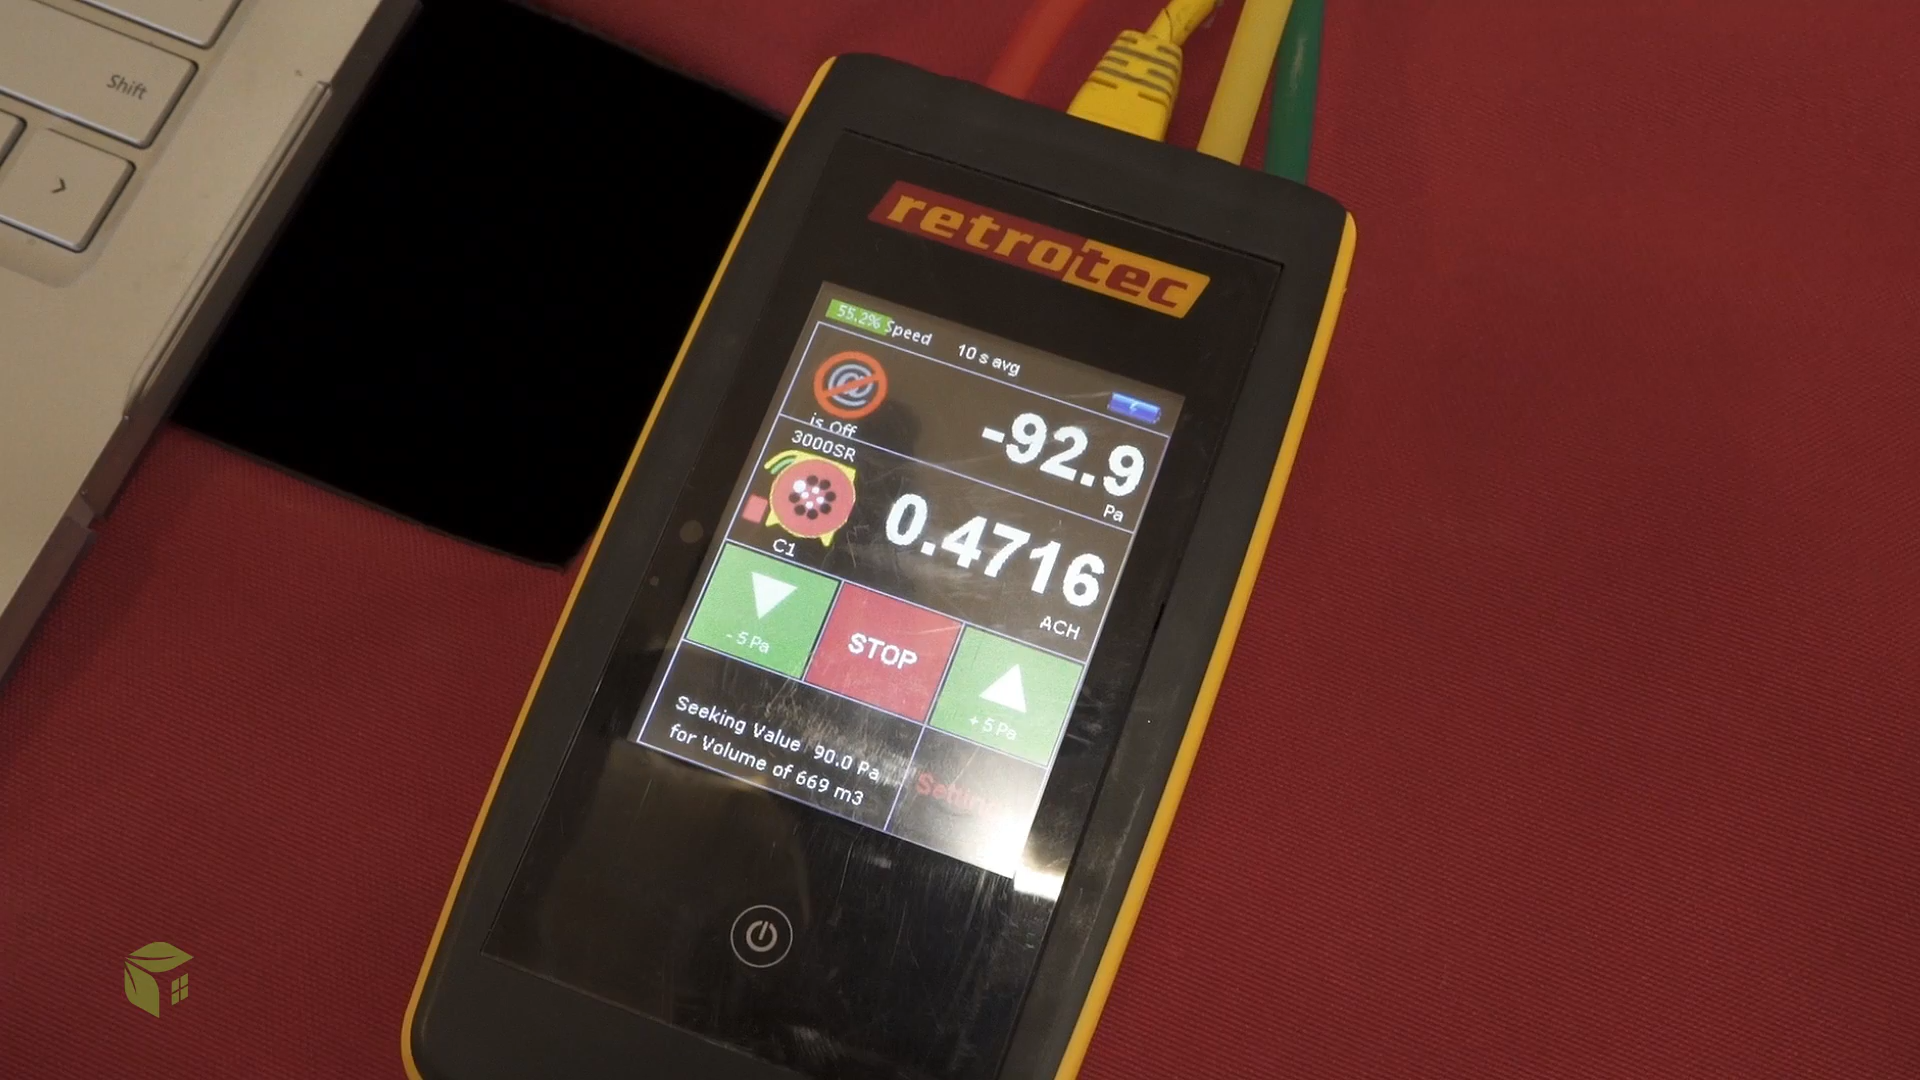 Shift
>
retrotec
55.2% Speed 10 s avg
is Off
-92.9
Pa
3000SR
0.4716
C1
ACH
- 5 Pa
STOP
+ 5 Pa
Seeking Value 90.0 Pa
for Volume of 669 m3